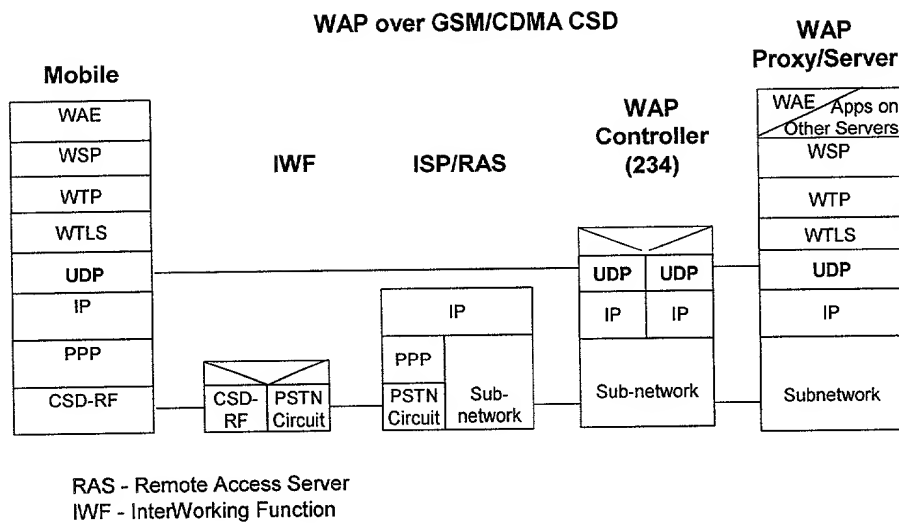 WAP over GSM/CDMA CSD
Mobile
WAE
WSP
WTP
WTLS
UDP
IP
PPP
CSD-RF
IWF
CSD-
RF
PSTN
Circuit
ISP/RAS
IP
PPP
PSTN
Circuit
Sub-
network
WAP
Controller
(234)
UDP
UDP
IP
IP
Sub-network
WAP
Proxy/Server
WAE
Apps on
Other Servers
WSP
WTP
WTLS
UDP
IP
Subnetwork
RAS - Remote Access Server
IWF - InterWorking Function